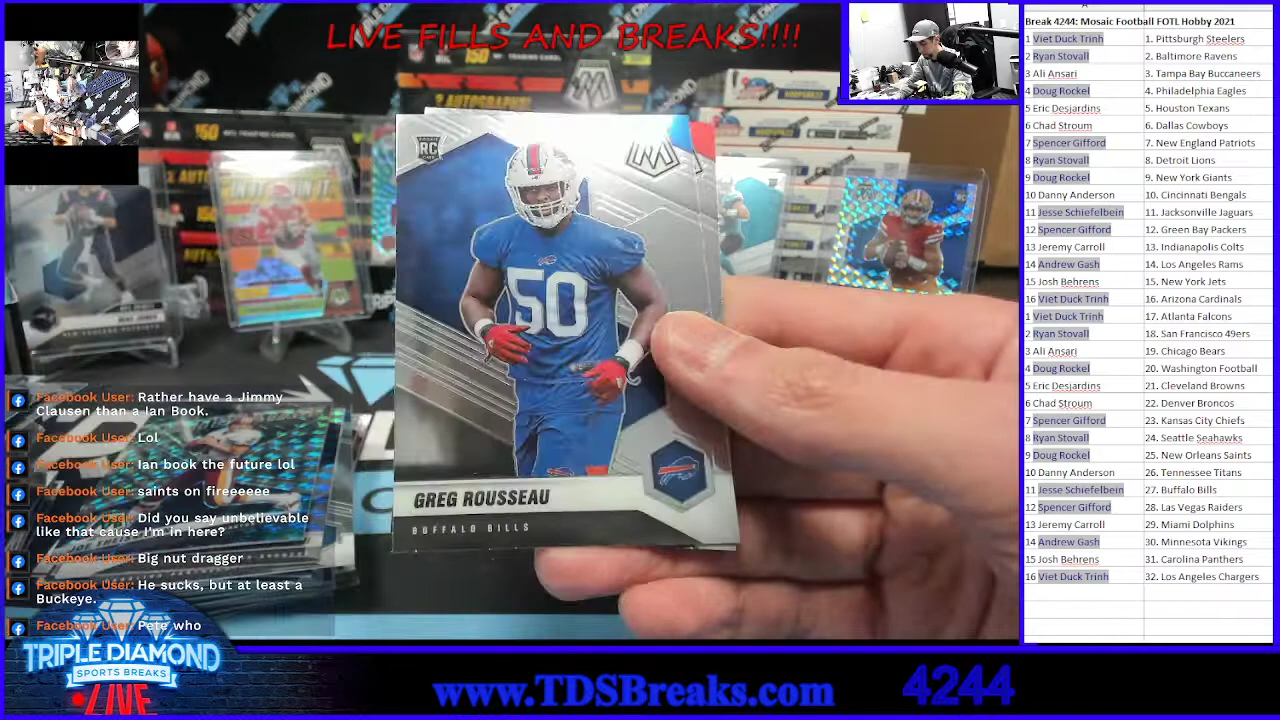 LIVE FILLS AND BREAKS!!!!
150
2 AUTOGRAPHS!
RC
50
GREG ROUSSEAU
BUFFALO BILLS
Facebook User: Rather have a Jimmy
Clausen than a Ian Book.
Facebook User: Lol
Facebook User: Ian book the future lol
Facebook User: saints on fireeeeee
Facebook User: Did you say unbelievable
like that cause I'm in here?
Facebook User: Big nut dragger
Facebook User: He sucks, but at least a
Buckeye.
Facebook User: Pete who
TRIPLE DIAMOND
SPORTS BREAKS
LIVE
www.TDSBreaks.com
4244
A
Break 4244: Mosaic Football FOTL Hobby 2021
1 Viet Duck Trinh 1. Pittsburgh Steelers
2 Ryan Stovall 2. Baltimore Ravens
3 Ali Ansari 3. Tampa Bay Buccaneers
4 Doug Rockel 4. Philadelphia Eagles
5 Eric Desjardins 5. Houston Texans
6 Chad Stroum 6. Dallas Cowboys
7 Spencer Gifford 7. New England Patriots
8 Ryan Stovall 8. Detroit Lions
9 Doug Rockel 9. New York Giants
10 Danny Anderson 10. Cincinnati Bengals
11 Jesse Schiefelbein 11. Jacksonville Jaguars
12 Spencer Gifford 12. Green Bay Packers
13 Jeremy Carroll 13. Indianapolis Colts
14 Andrew Gash 14. Los Angeles Rams
15 Josh Behrens 15. New York Jets
16 Viet Duck Trinh 16. Arizona Cardinals
1 Viet Duck Trinh 17. Atlanta Falcons
2 Ryan Stovall 18. San Francisco 49ers
3 Ali Ansari 19. Chicago Bears
4 Doug Rockel 20. Washington Football
5 Eric Desjardins 21. Cleveland Browns
6 Chad Stroum 22. Denver Broncos
7 Spencer Gifford 23. Kansas City Chiefs
8 Ryan Stovall 24. Seattle Seahawks
9 Doug Rockel 25. New Orleans Saints
10 Danny Anderson 26. Tennessee Titans
11 Jesse Schiefelbein 27. Buffalo Bills
12 Spencer Gifford 28. Las Vegas Raiders
13 Jeremy Carroll 29. Miami Dolphins
14 Andrew Gash 30. Minnesota Vikings
15 Josh Behrens 31. Carolina Panthers
16 Viet Duck Trinh 32. Los Angeles Chargers